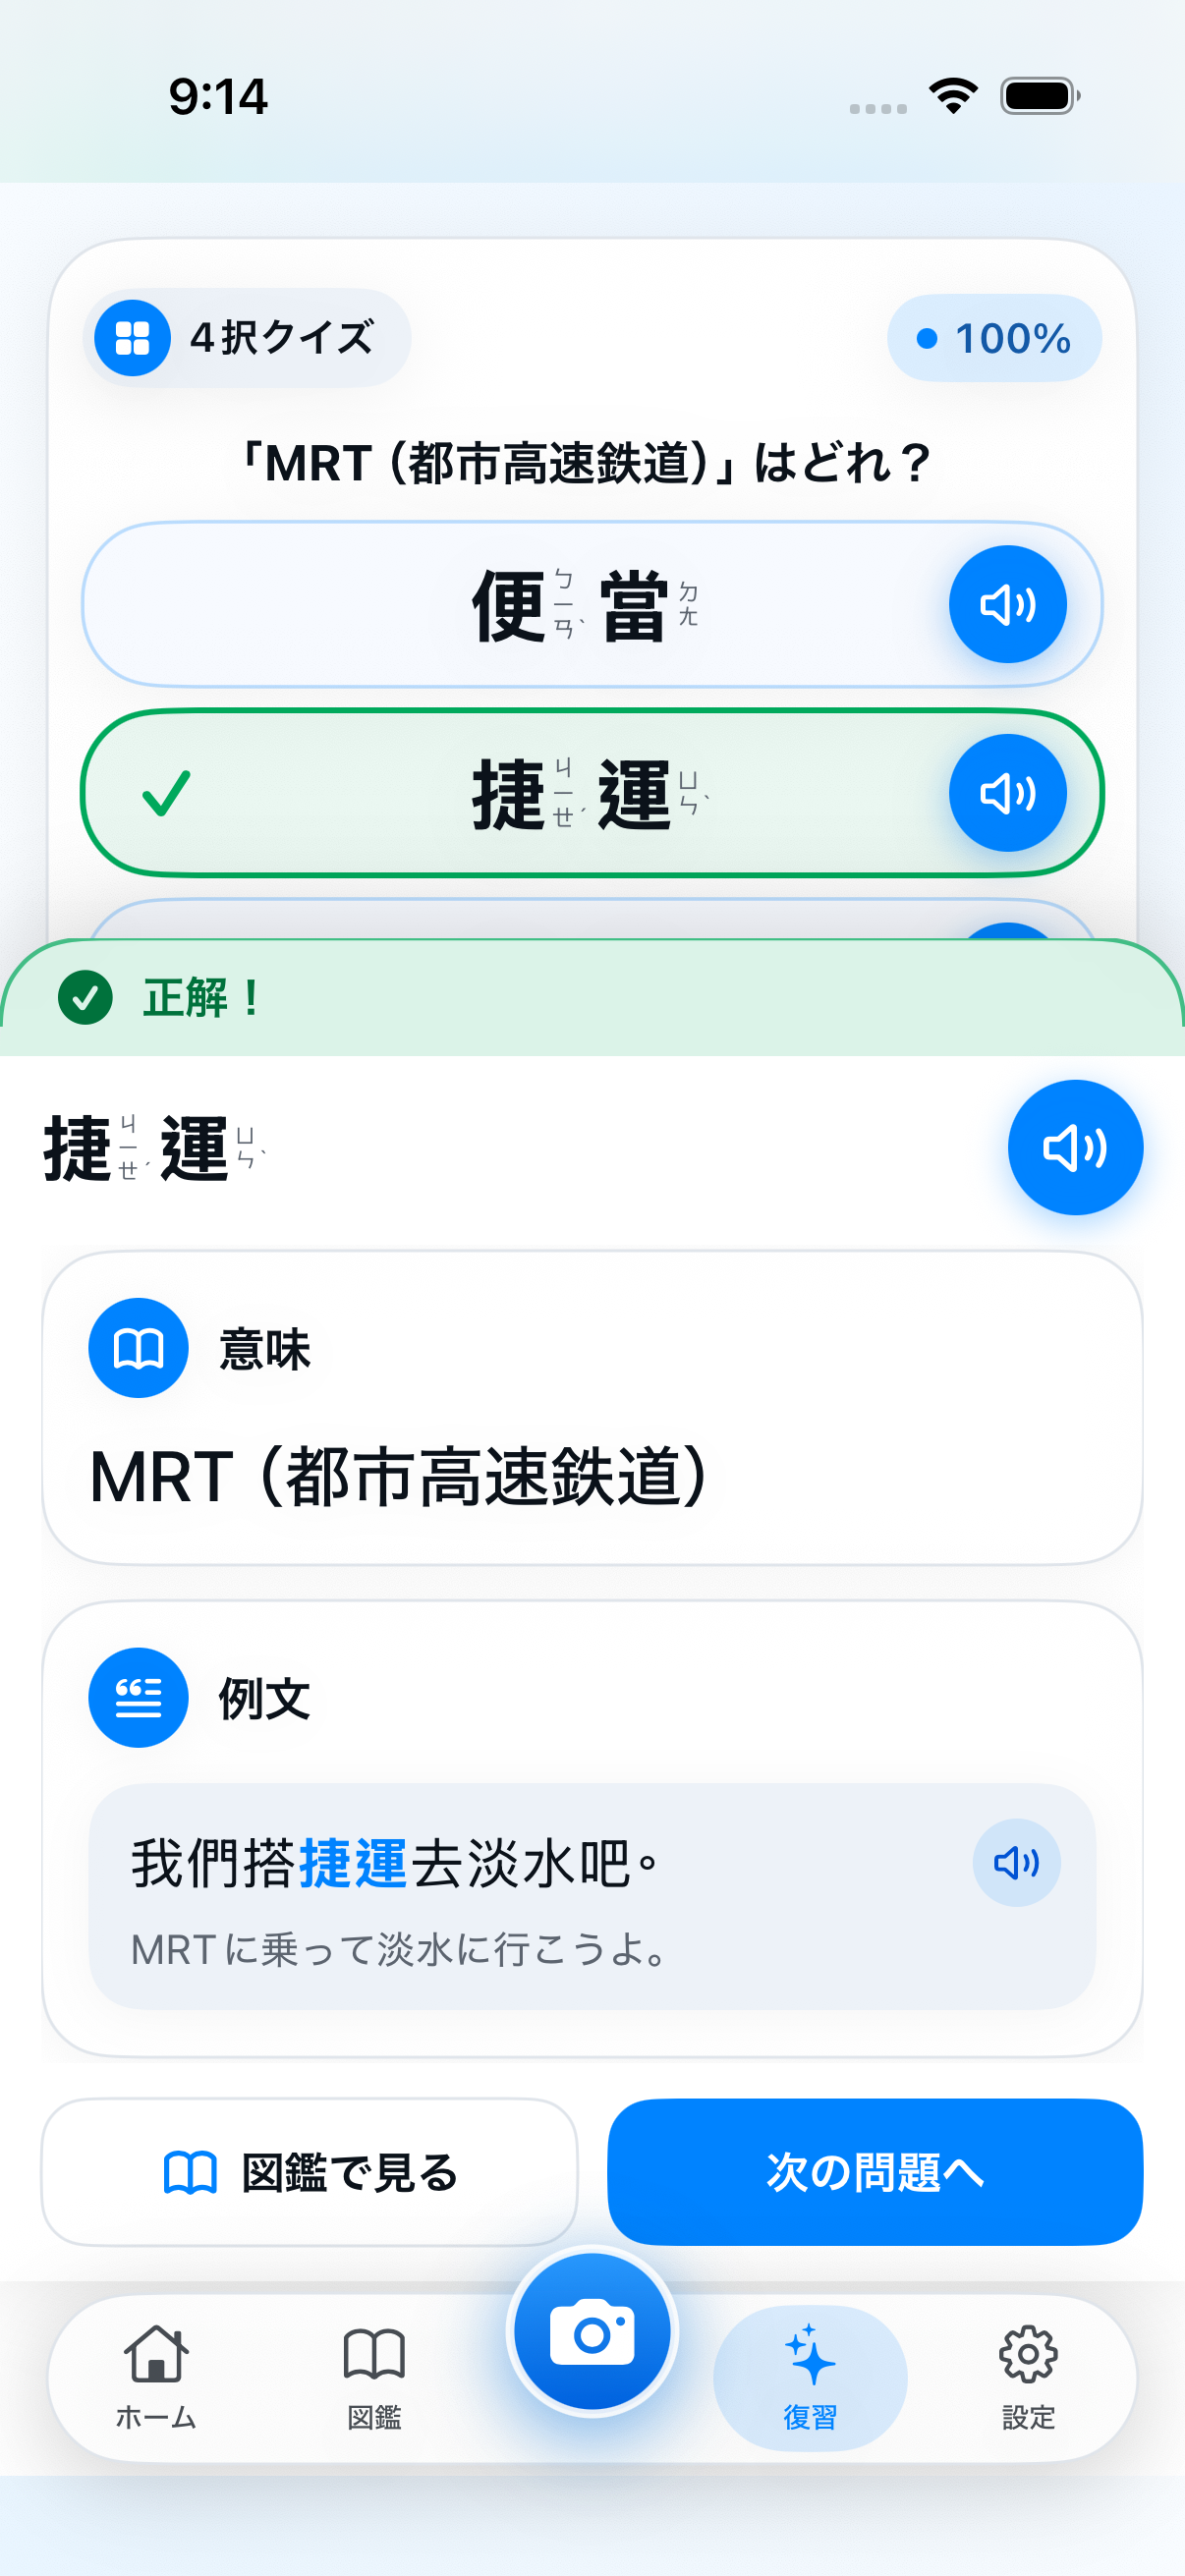 9:14
4択クイズ
100%
「MRT（都市高速鉄道）」はどれ？
便ㄅㄧㄢˋ當ㄉㄤ
捷ㄐㄧㄝˊ運ㄩㄣˋ
正解！
捷ㄐㄧㄝˊ運ㄩㄣˋ
意味
MRT（都市高速鉄道）
例文
我們搭捷運去淡水吧。
MRTに乗って淡水に行こうよ。
図鑑で見る
次の問題へ
ホーム
図鑑
復習
設定